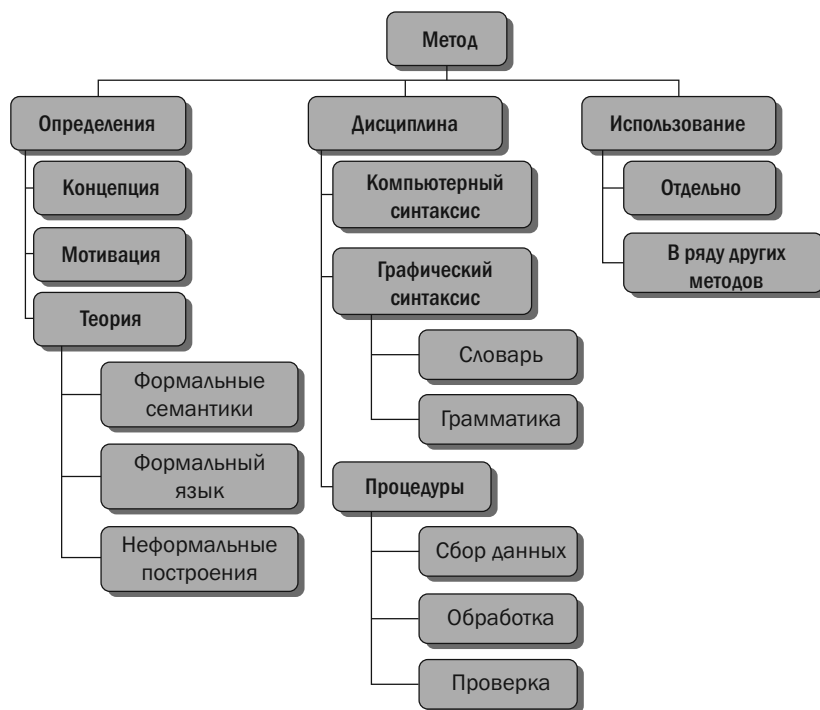 Метод
Определения
Концепция
Мотивация
Теория
Формальные
семантики
Формальный
язык
Неформальные
построения
Дисциплина
Компьютерный
синтаксис
Графический
синтаксис
Словарь
Грамматика
Процедуры
Сбор данных
Обработка
Проверка
Использование
Отдельно
В ряду других
методов